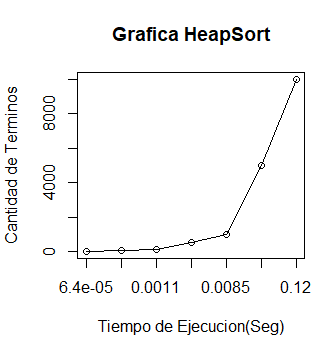 Grafica HeapSort
Cantidad de Terminos
8000
4000
0
6.4e-05 0.0011 0.0085 0.12
Tiempo de Ejecucion(Seg)